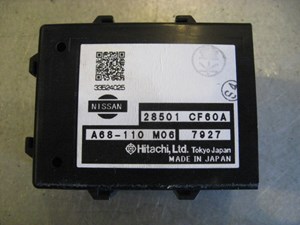 33624025
NISSAN
28501 CF60A
A68-110 M06 7927
Hitachi, Ltd. Tokyo Japan
MADE IN JAPAN